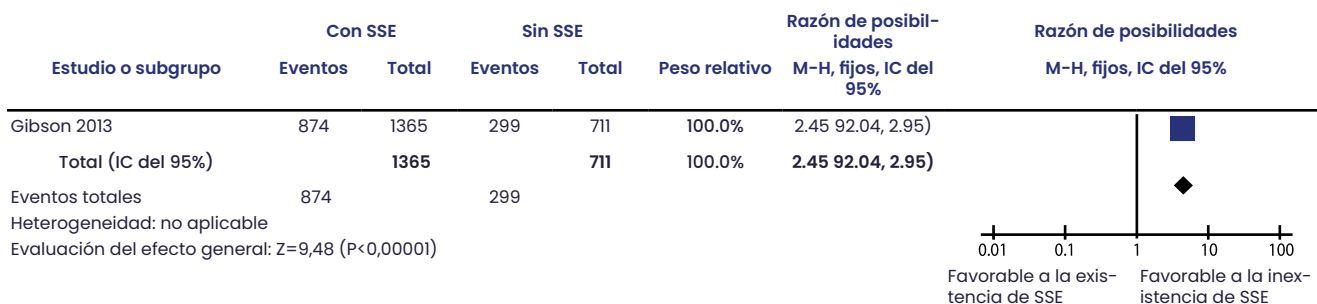 Con SSE Sin SSE Razón de posibil-
idades Razón de posibilidades
Estudio o subgrupo Eventos Total Eventos Total Peso relativo M-H, fijos, IC del
95% M-H, fijos, IC del 95%
Gibson 2013 874 1365 299 711 100.0% 2.45 92.04, 2.95)
Total (IC del 95%) 1365 711 100.0% 2.45 92.04, 2.95)
Eventos totales 874 299
Heterogeneidad: no aplicable
Evaluación del efecto general: Z=9,48 (P<0,00001)
0.01 0.1 1 10 100
Favorable a la exis-
tencia de SSE
Favorable a la inex-
istencia de SSE